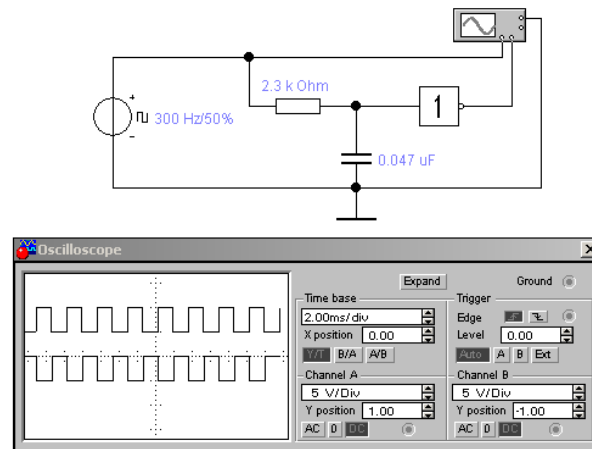 2.3 k Ohm
300 Hz/50%
1
0.047 uF
+
-
Oscilloscope
Expand
Ground
Time base
2.00ms/div
X position 0.00
Y/T B/A A/B
Trigger
Edge
Level 0.00
Auto A B Ext
Channel A
5 V/Div
Y position 1.00
AC 0 DC
Channel B
5 V/Div
Y position -1.00
AC 0 DC